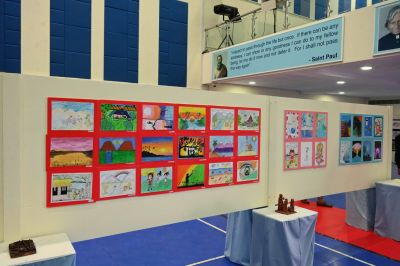 I expect to pass through the life but once. If there can be any
kindness, I can show or any goodness I can do to my fellow
being, let me do it now and not defer it. For I shall not pass
this way again!
- Saint Paul